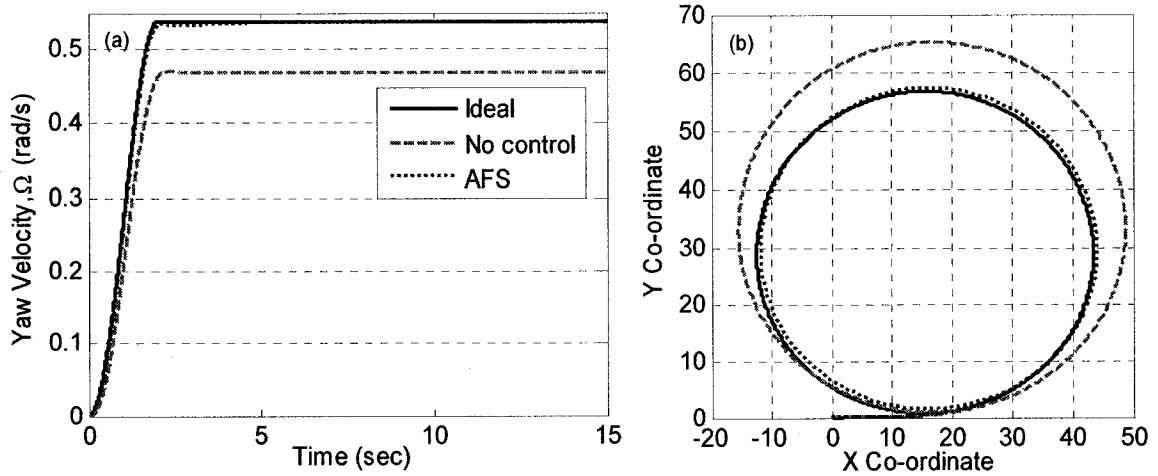 (a)
Yaw Velocity,Ω (rad/s)
0.5
0.4
0.3
0.2
0.1
0
0 5 10 15
Time (sec)
Ideal
No control
AFS
(b)
Y Co-ordinate
70
60
50
40
30
20
10
0
-20 -10 0 10 20 30 40 50
X Co-ordinate